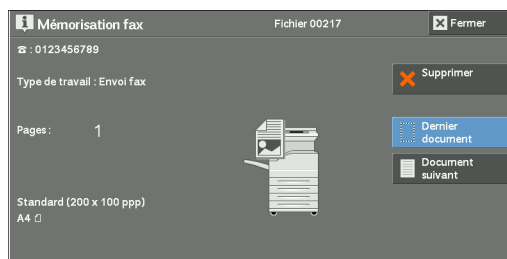 Mémorisation fax
Fichier 00217
Fermer
☎ : 0123456789
Supprimer
Type de travail : Envoi fax
Pages : 1
Dernier
document
Document
suivant
Standard (200 x 100 ppp)
A4